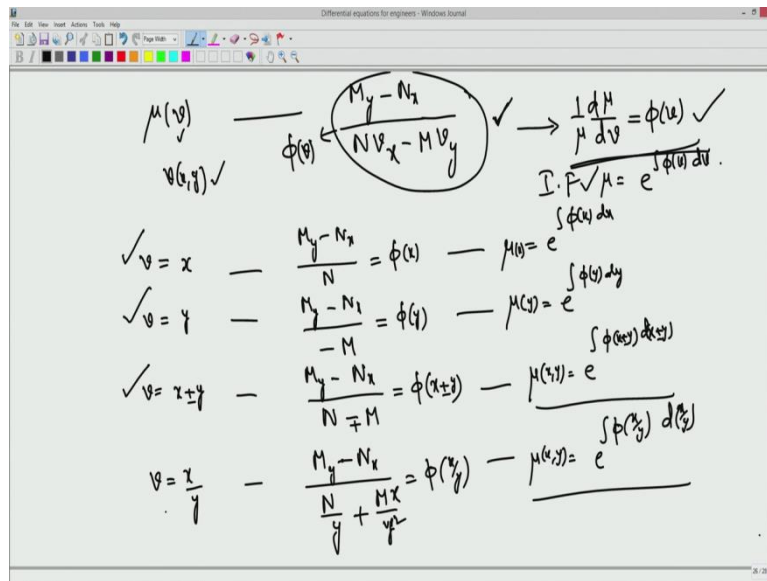 Differential equations for engineers - Windows Journal
File Edit View Insert Actions Tools Help
Page Width
B I
μ(v) — (M_y - N_x)/(N v_x - M v_y) ✓ → 1/μ dμ/dv = φ(v) ✓
φ(v) ←
v(x,y) ✓
I.F ✓ μ = e^{∫φ(v) dv}.
✓ v = x — (M_y - N_x)/N = φ(x) — μ(x) = e^{∫φ(x) dx}
✓ v = y — (M_y - N_x)/(-M) = φ(y) — μ(y) = e^{∫φ(y) dy}
✓ v = x ± y — (M_y - N_x)/(N ∓ M) = φ(x±y) — μ(x,y) = e^{∫φ(x±y) d(x±y)}
v = x/y — (M_y - N_x)/(N/y + Mx/y²) = φ(x/y) — μ(x,y) = e^{∫φ(x/y) d(x/y)}